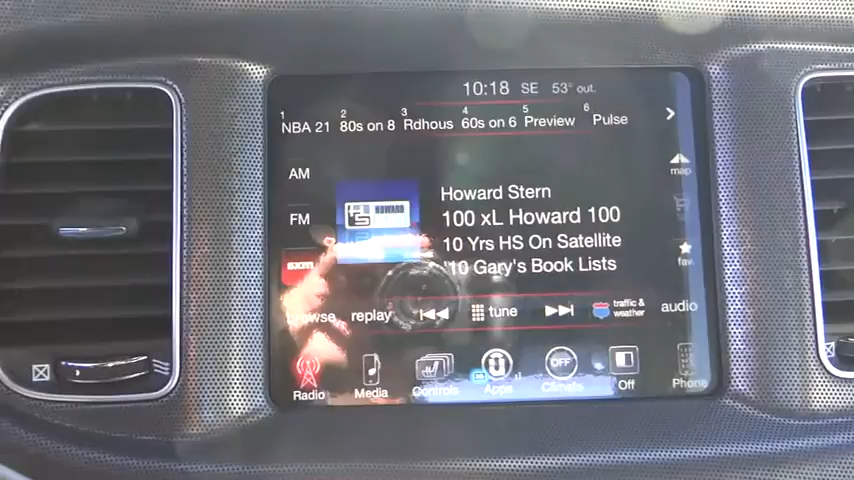 10:18 SE 53° out.
1 2 3 4 5 6
NBA 21 80s on 8 RdHous 60s on 6 Preview Pulse
AM
map
Howard Stern
HOWARD
FM
100 xL Howard 100
10 Yrs HS On Satellite
fav.
sxm
'10 Gary's Book Lists
browse replay tune traffic & weather audio
OFF
Radio Media Controls Apps Climate Off Phone